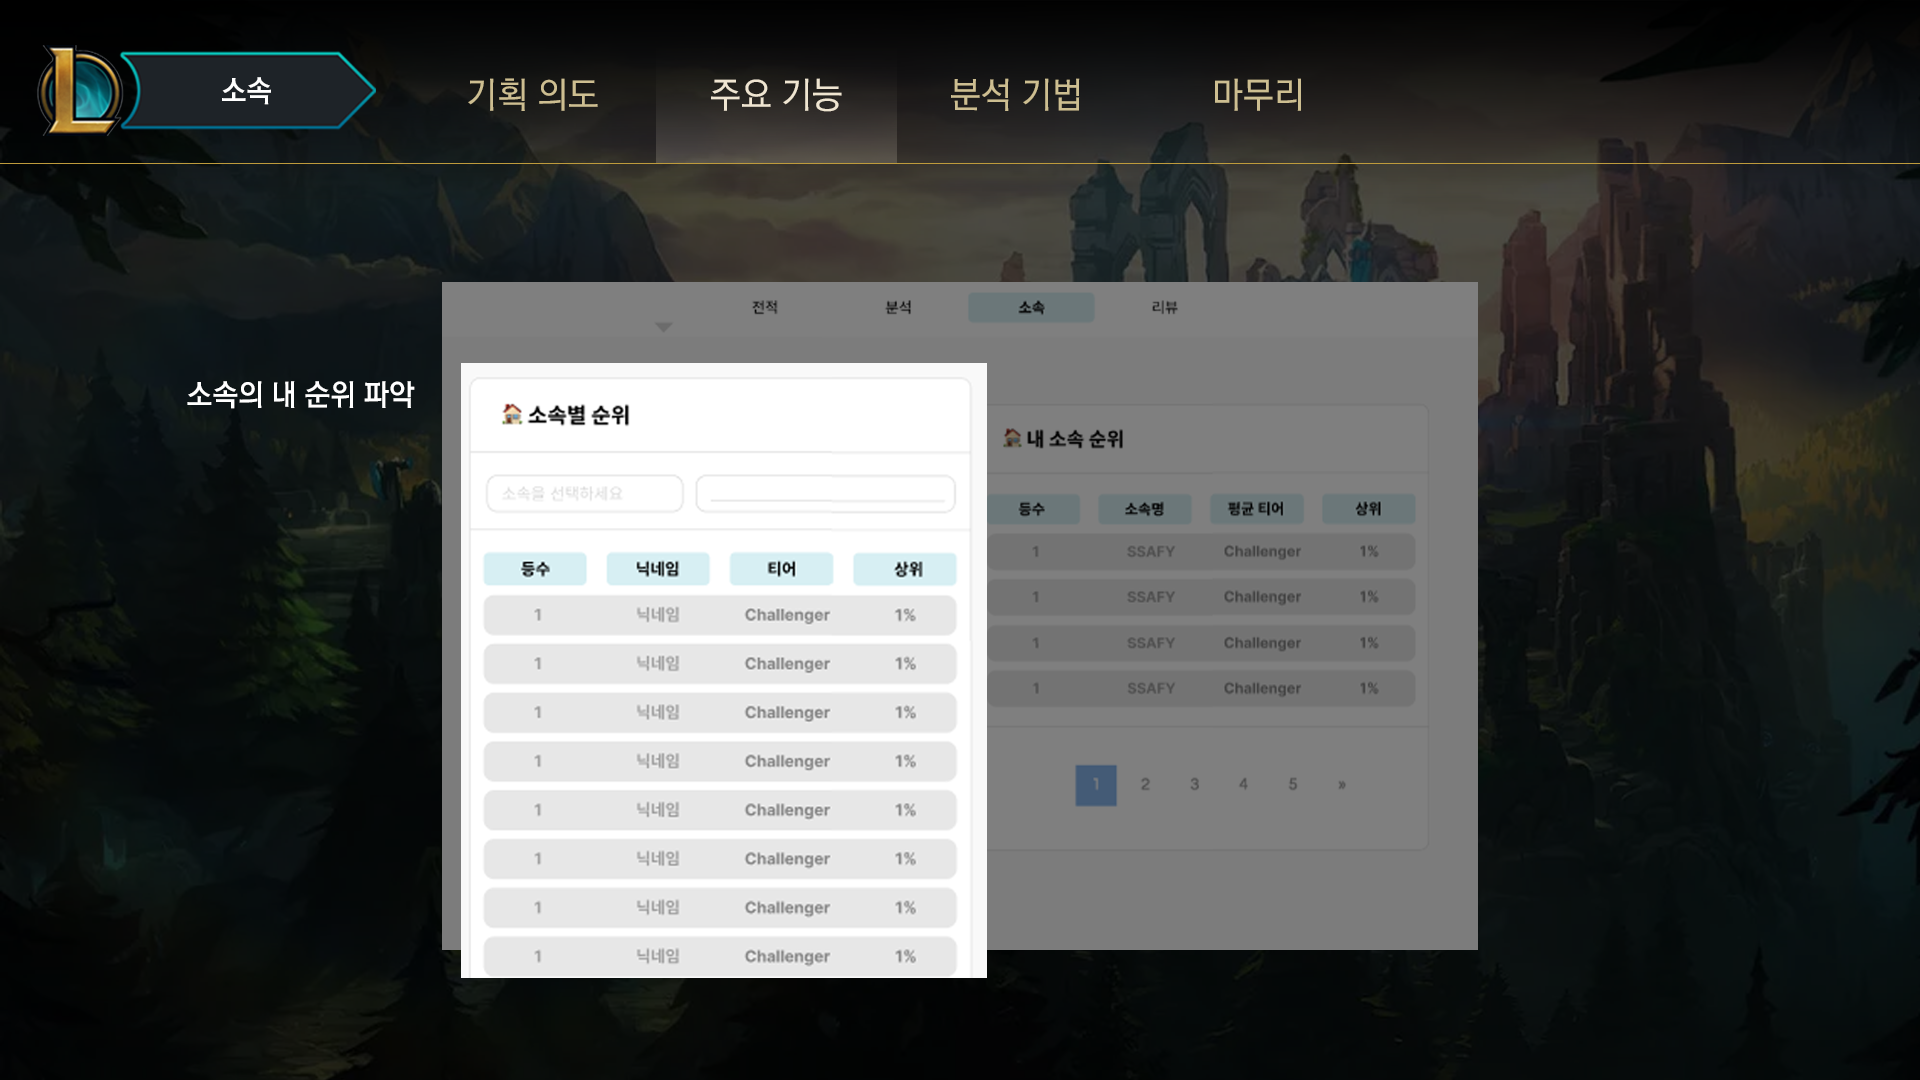 소속
기획 의도
주요 기능
분석 기법
마무리
전적
분석
소속
리뷰
소속의 내 순위 파악
소속별 순위
소속을 선택하세요
등수 닉네임 티어 상위
1 닉네임 Challenger 1%
1 닉네임 Challenger 1%
1 닉네임 Challenger 1%
1 닉네임 Challenger 1%
1 닉네임 Challenger 1%
1 닉네임 Challenger 1%
1 닉네임 Challenger 1%
1 닉네임 Challenger 1%
내 소속 순위
등수 소속명 평균 티어 상위
1 SSAFY Challenger 1%
1 SSAFY Challenger 1%
1 SSAFY Challenger 1%
1 SSAFY Challenger 1%
1 2 3 4 5 »